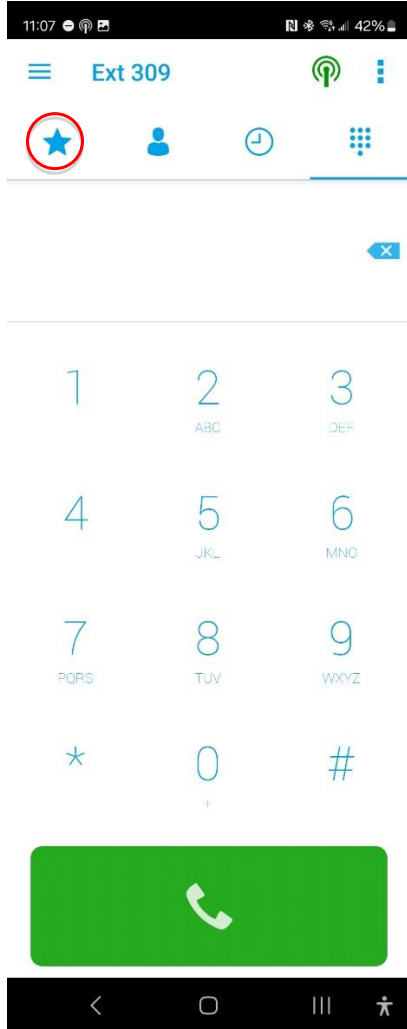 11:07 42%
Ext 309
1 2 3
ABC DEF
4 5 6
JKL MNO
7 8 9
PQRS TUV WXYZ
* 0 #
+